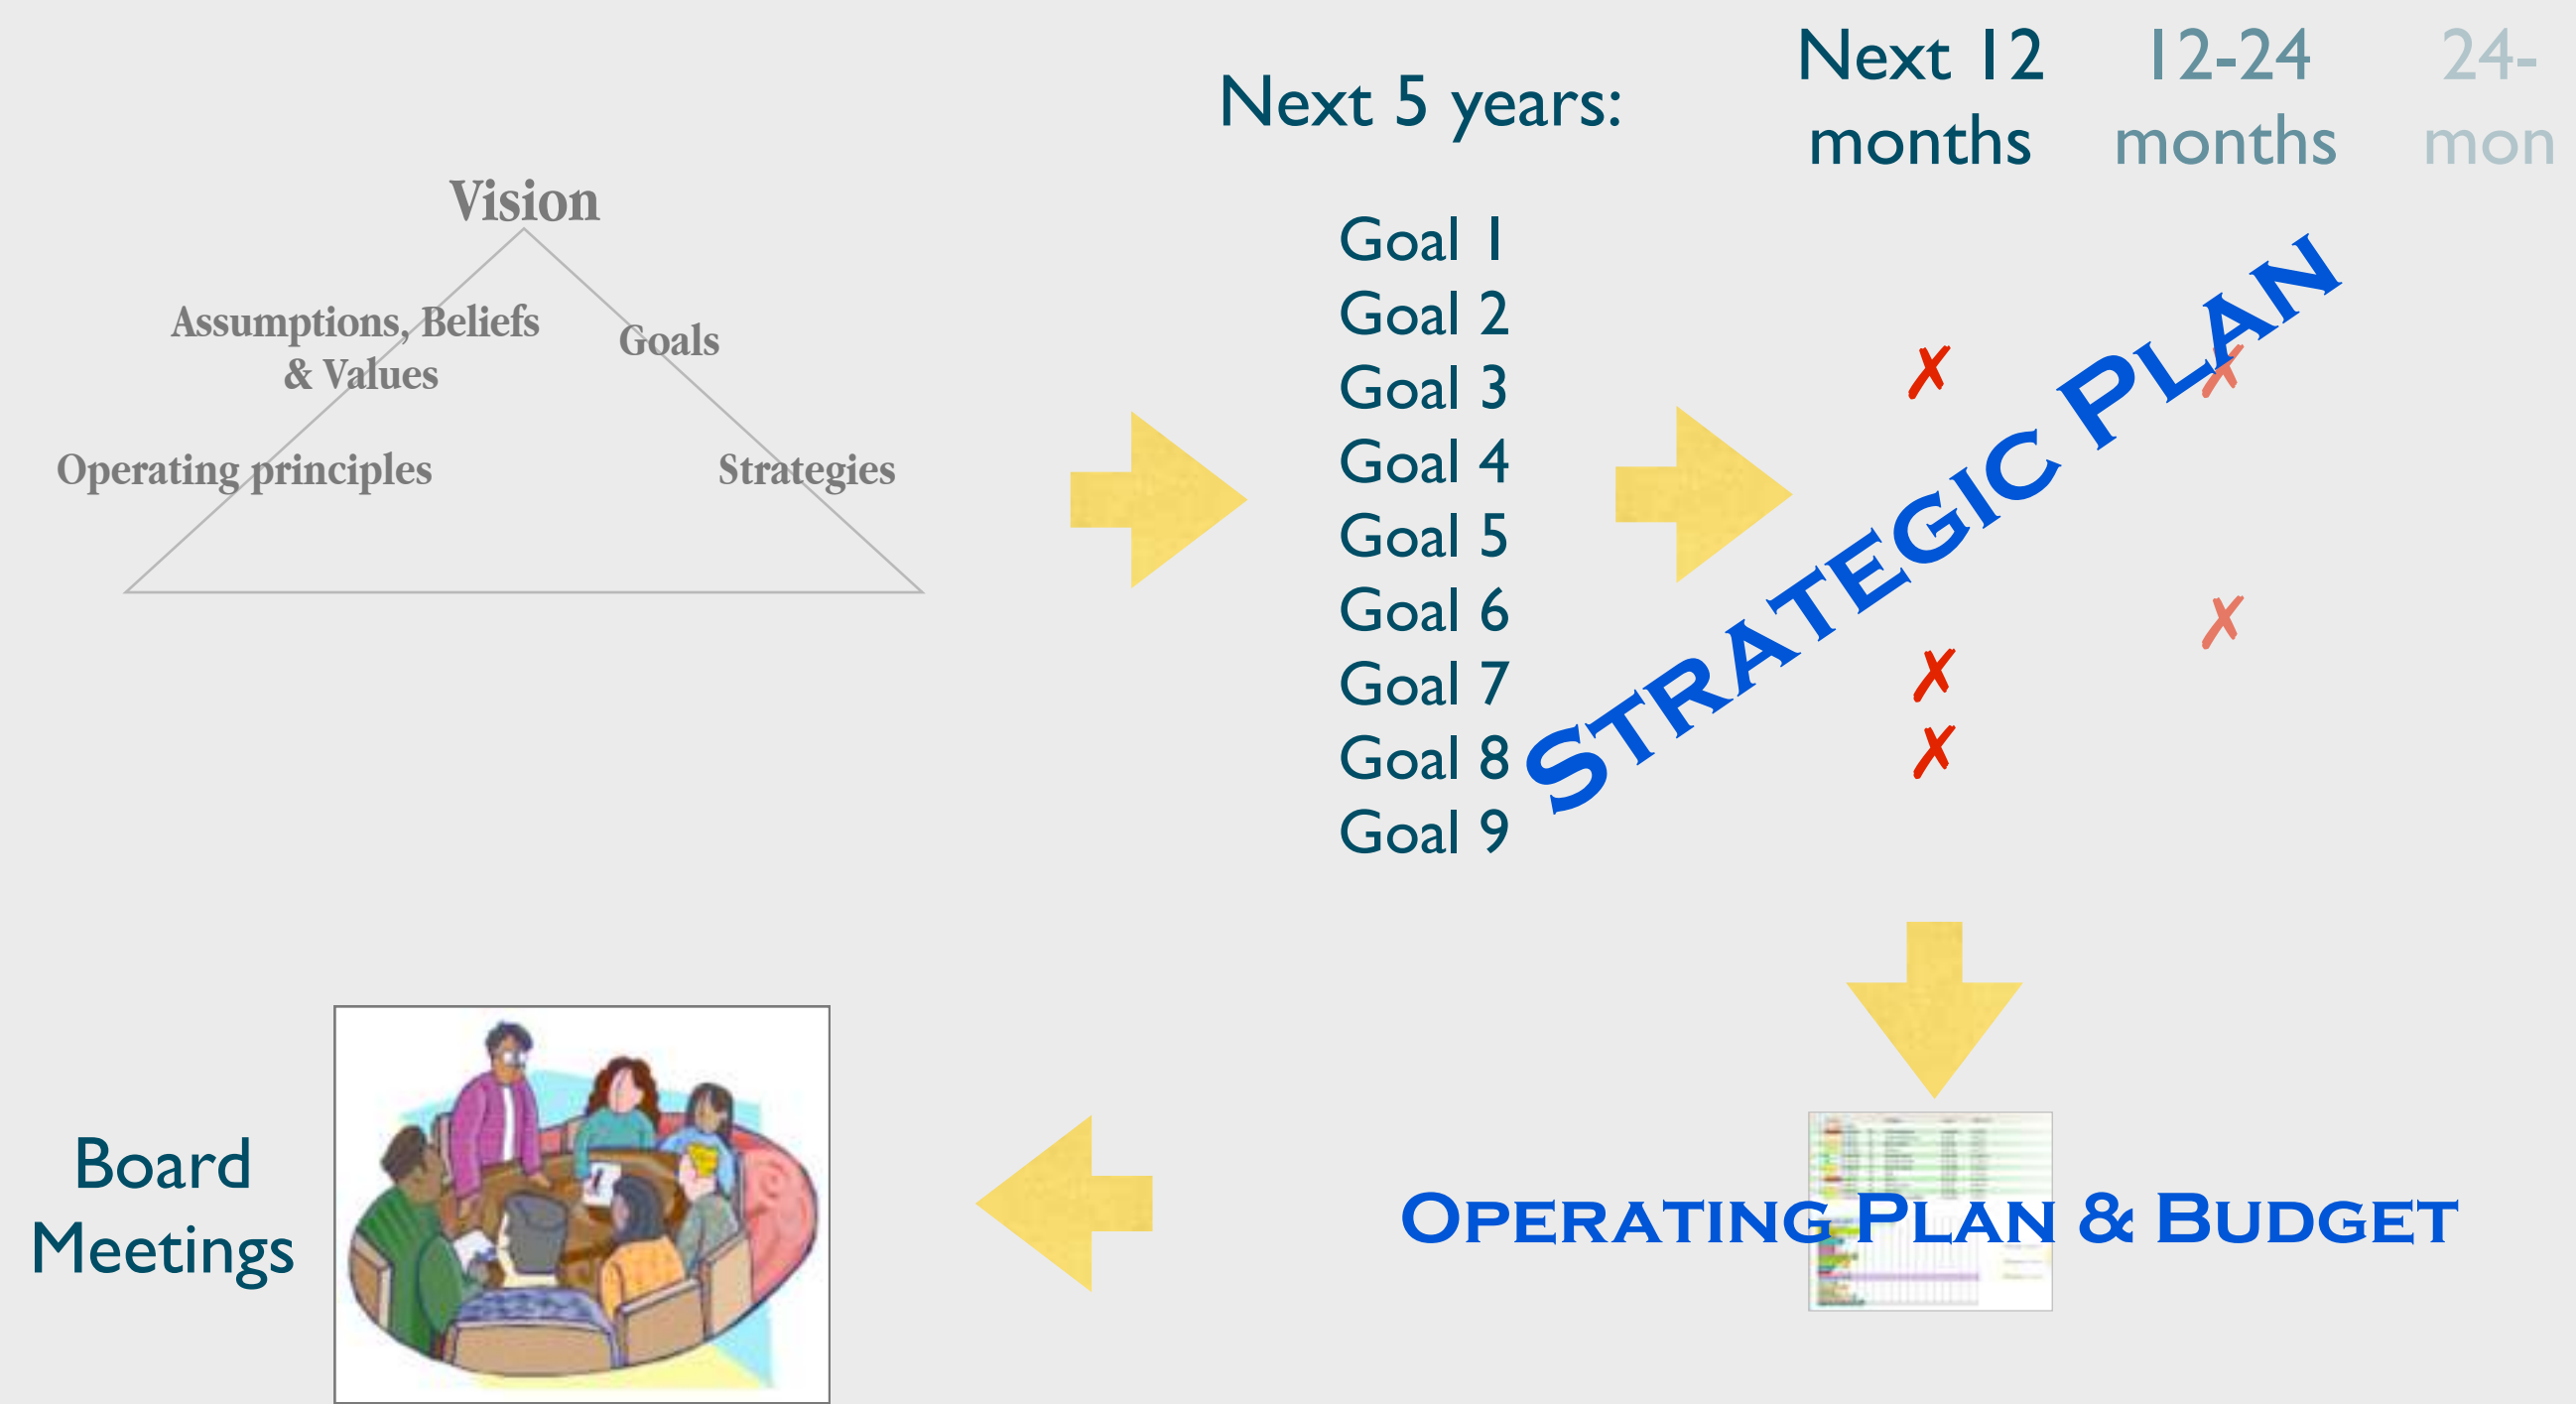 Next 5 years:
Next 12
months
12-24
months
24-
mon
Vision
Assumptions, Beliefs
& Values
Goals
Operating principles
Strategies
Goal 1
Goal 2
Goal 3
Goal 4
Goal 5
Goal 6
Goal 7
Goal 8
Goal 9
✗
✗
✗
✗
✗
STRATEGIC PLAN
Board
Meetings
OPERATING PLAN & BUDGET